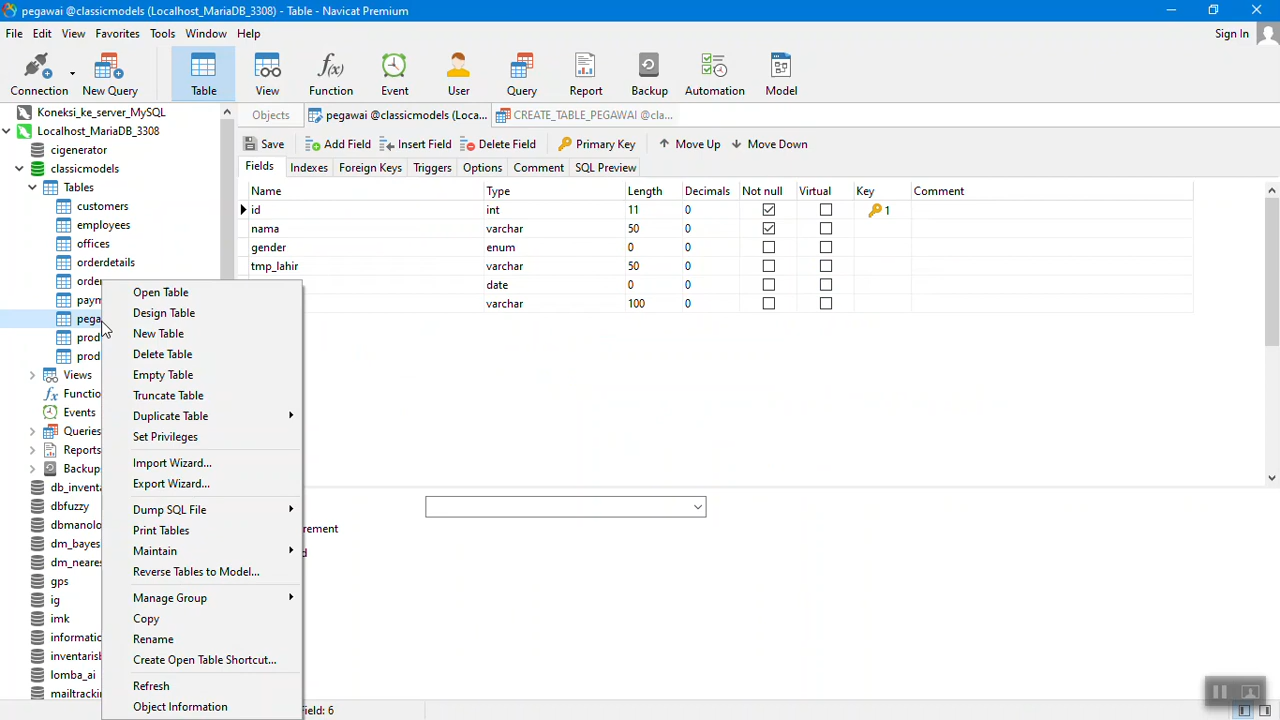 pegawai @classicmodels (Localhost_MariaDB_3308) - Table - Navicat Premium
File Edit View Favorites Tools Window Help Sign In
Connection New Query Table View Function Event User Query Report Backup Automation Model
f(x)
Koneksi_ke_server_MySQL
Localhost_MariaDB_3308
cigenerator
classicmodels
Tables
customers
employees
offices
orderdetails
order
paym
pega
prod
prod
Views
Functio
Events
Queries
Reports
Backup
db_inventa
dbfuzzy
dbmanolo
dm_bayes
dm_neares
gps
ig
imk
informatio
inventarisb
lomba_ai
mailtrackin
Objects pegawai @classicmodels (Loca... CREATE_TABLE_PEGAWAI @cla...
Save Add Field Insert Field Delete Field Primary Key Move Up Move Down
Fields Indexes Foreign Keys Triggers Options Comment SQL Preview
Name Type Length Decimals Not null Virtual Key Comment
id int 11 0 1
nama varchar 50 0
gender enum 0 0
tmp_lahir varchar 50 0
date 0 0
varchar 100 0
Open Table
Design Table
New Table
Delete Table
Empty Table
Truncate Table
Duplicate Table
Set Privileges
Import Wizard...
Export Wizard...
Dump SQL File
Print Tables
Maintain
Reverse Tables to Model...
Manage Group
Copy
Rename
Create Open Table Shortcut...
Refresh
Object Information
rement
d
Field: 6